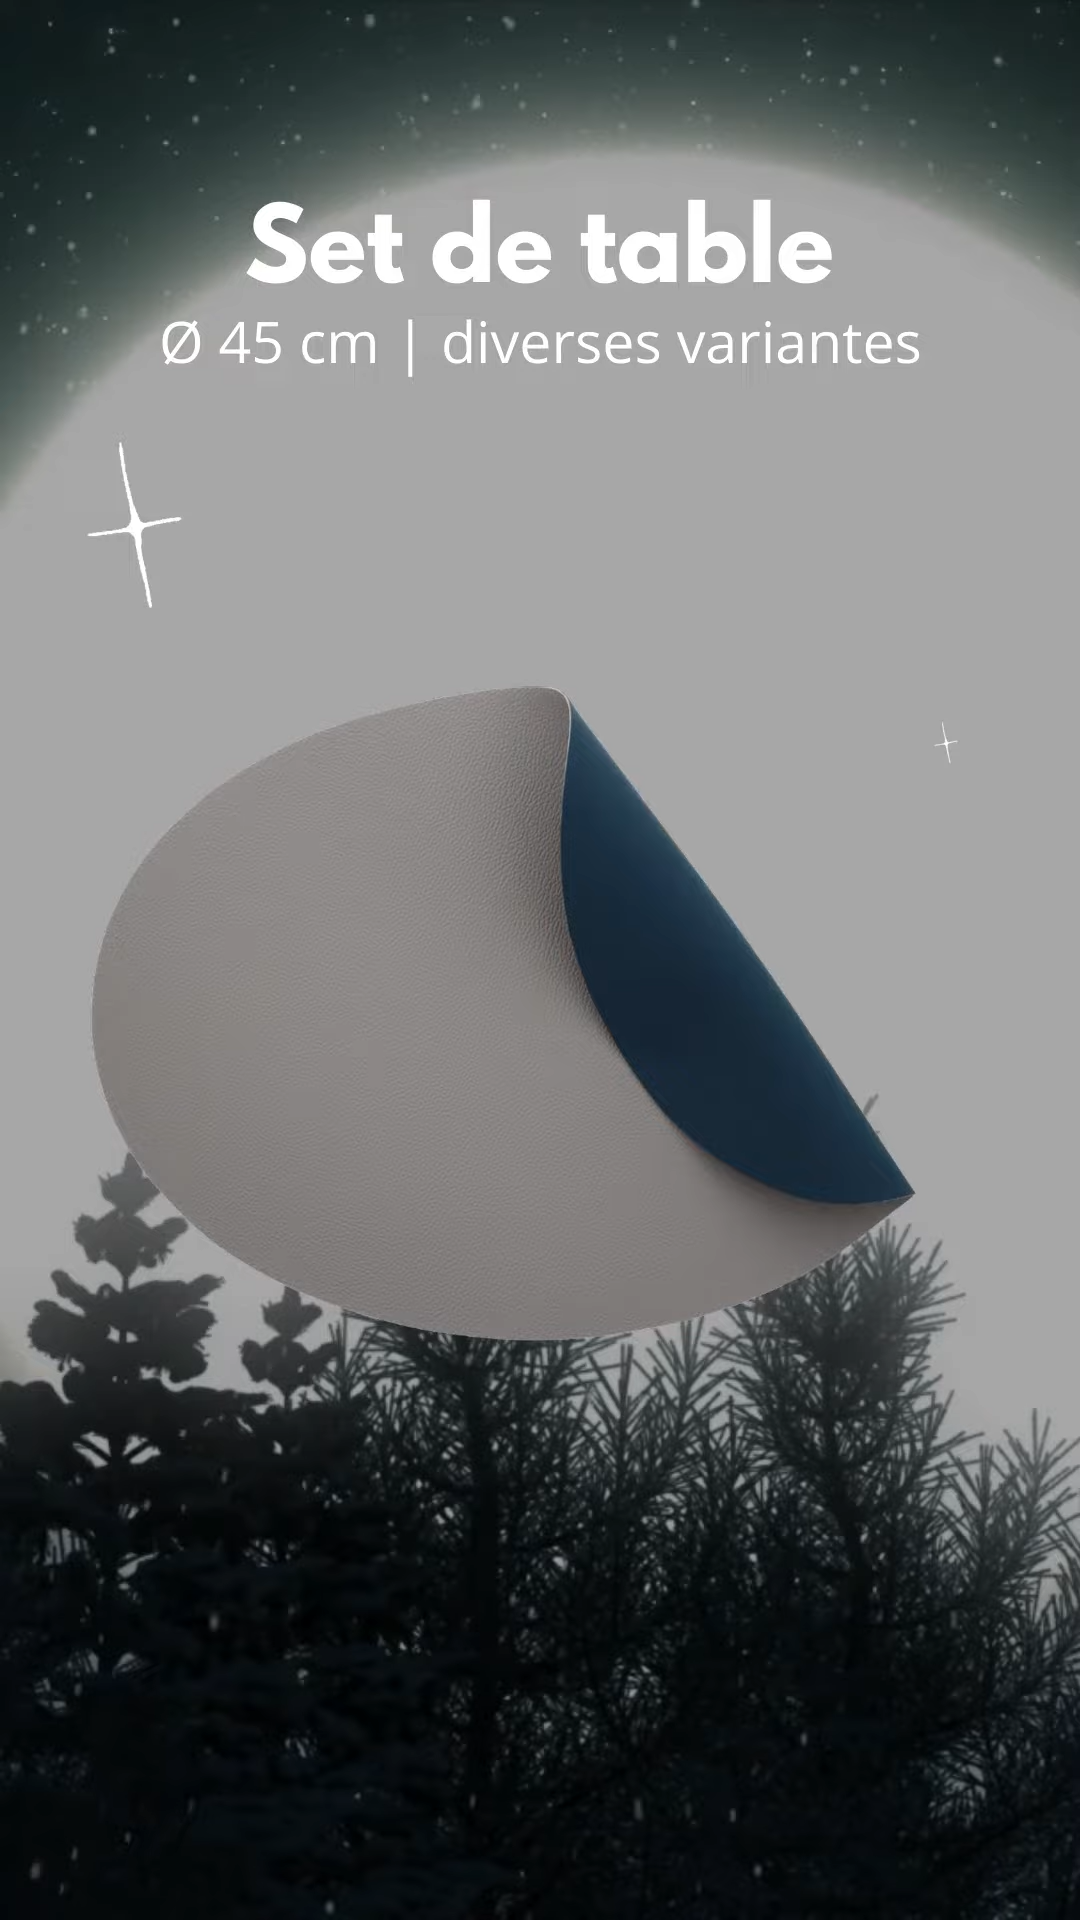 Set de table
Ø 45 cm | diverses variantes